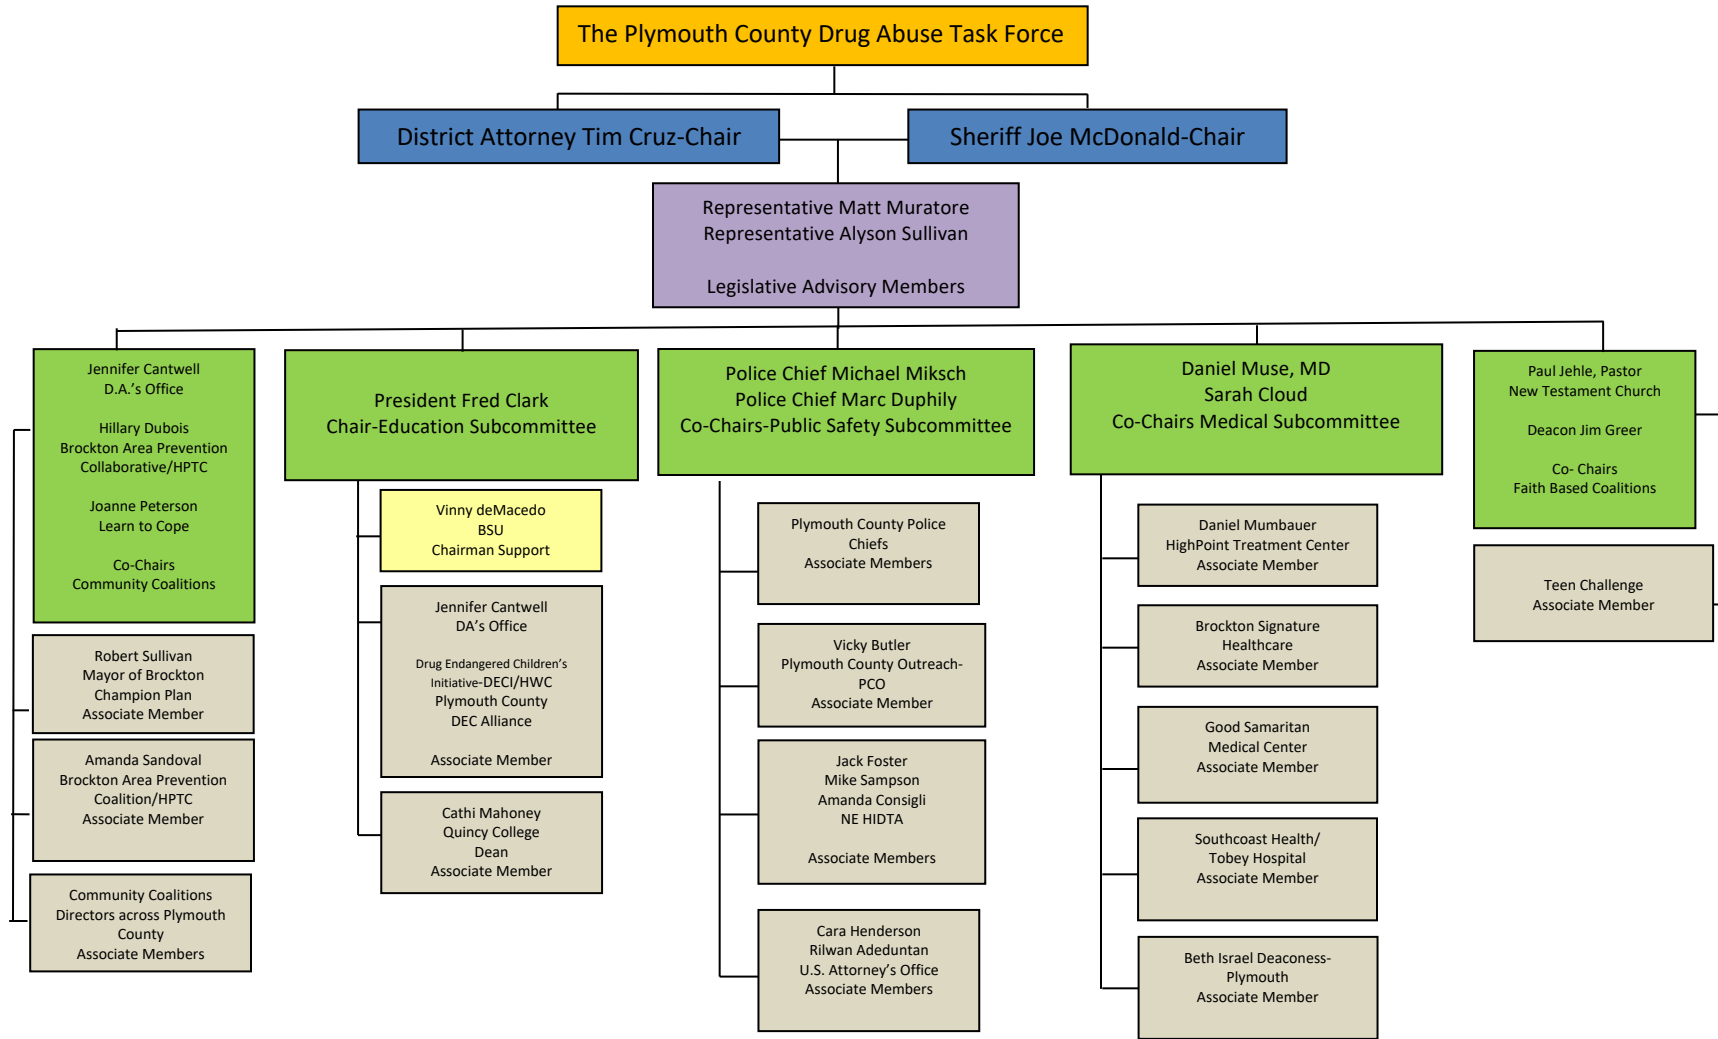 The Plymouth County Drug Abuse Task Force
District Attorney Tim Cruz-Chair
Sheriff Joe McDonald-Chair
Representative Matt Muratore
Representative Alyson Sullivan
Legislative Advisory Members
Jennifer Cantwell
D.A.'s Office
Hillary Dubois
Brockton Area Prevention
Collaborative/HPTC
Joanne Peterson
Learn to Cope
Co-Chairs
Community Coalitions
Robert Sullivan
Mayor of Brockton
Champion Plan
Associate Member
Amanda Sandoval
Brockton Area Prevention
Coalition/HPTC
Associate Member
Community Coalitions
Directors across Plymouth
County
Associate Members
President Fred Clark
Chair-Education Subcommittee
Vinny deMacedo
BSU
Chairman Support
Jennifer Cantwell
DA's Office
Drug Endangered Children's
Initiative-DECI/HWC
Plymouth County
DEC Alliance
Associate Member
Cathi Mahoney
Quincy College
Dean
Associate Member
Police Chief Michael Miksch
Police Chief Marc Duphily
Co-Chairs-Public Safety Subcommittee
Plymouth County Police
Chiefs
Associate Members
Vicky Butler
Plymouth County Outreach-
PCO
Associate Member
Jack Foster
Mike Sampson
Amanda Consigli
NE HIDTA
Associate Members
Cara Henderson
Rilwan Adeduntan
U.S. Attorney's Office
Associate Members
Daniel Muse, MD
Sarah Cloud
Co-Chairs Medical Subcommittee
Daniel Mumbauer
HighPoint Treatment Center
Associate Member
Brockton Signature
Healthcare
Associate Member
Good Samaritan
Medical Center
Associate Member
Southcoast Health/
Tobey Hospital
Associate Member
Beth Israel Deaconess-
Plymouth
Associate Member
Paul Jehle, Pastor
New Testament Church
Deacon Jim Greer
Co- Chairs
Faith Based Coalitions
Teen Challenge
Associate Member